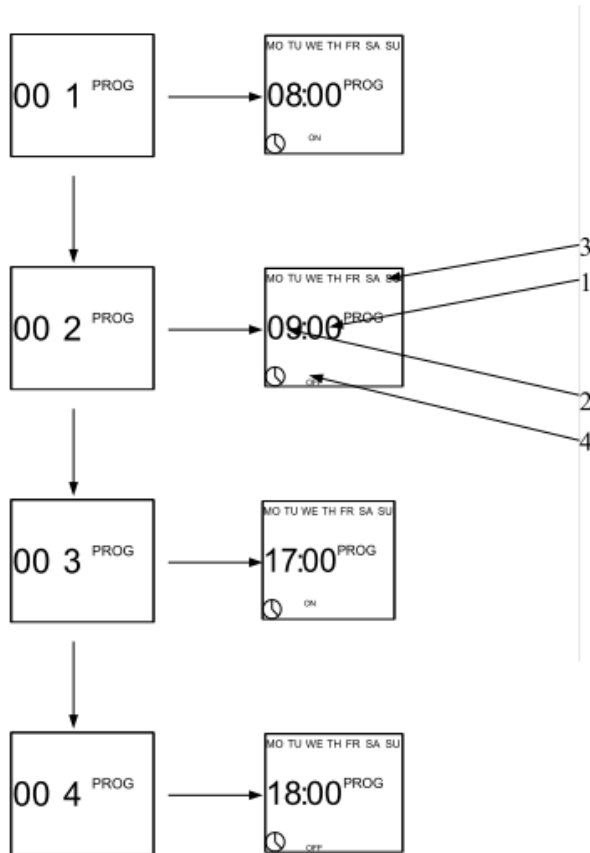 MO TU WE TH FR SA SU
00 1 PROG
08:00 PROG
ON
3
MO TU WE TH FR SA SU
1
00 2 PROG
09:00 PROG
2
OFF
4
MO TU WE TH FR SA SU
00 3 PROG
17:00 PROG
ON
MO TU WE TH FR SA SU
00 4 PROG
18:00 PROG
OFF